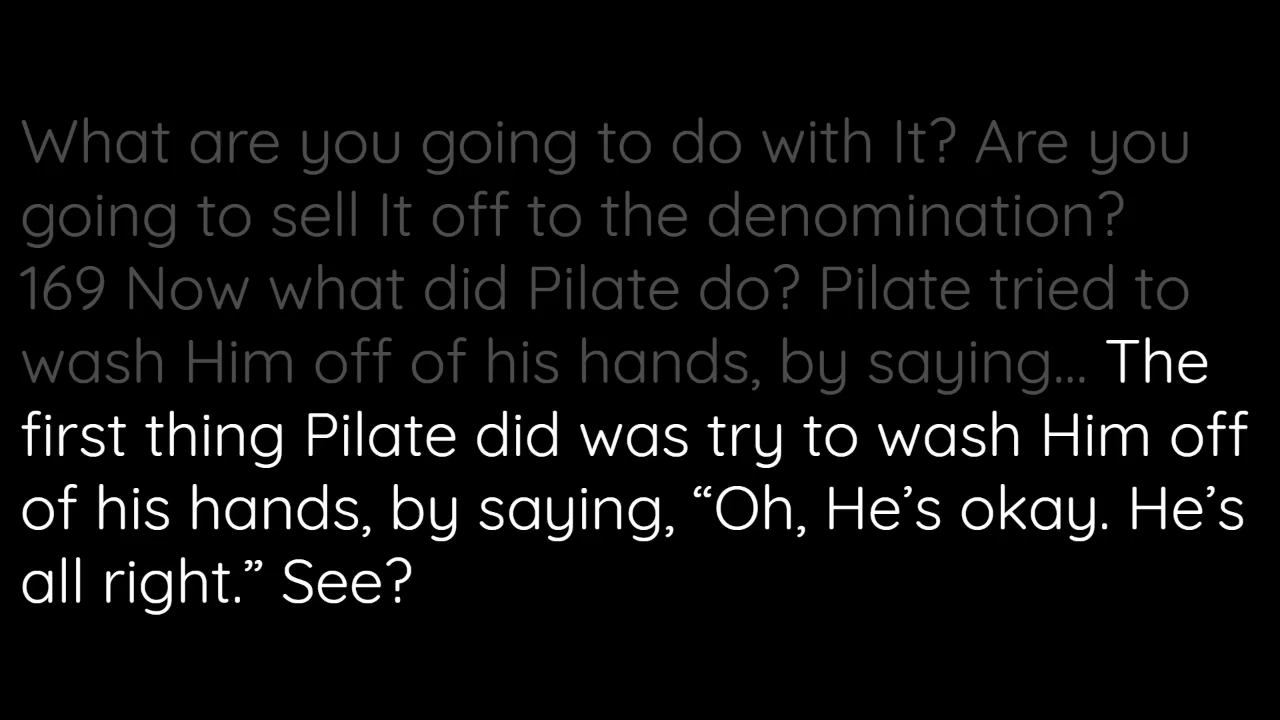 What are you going to do with It? Are you
going to sell It off to the denomination?
169 Now what did Pilate do? Pilate tried to
wash Him off of his hands, by saying... The
first thing Pilate did was try to wash Him off
of his hands, by saying, “Oh, He’s okay. He’s
all right.” See?